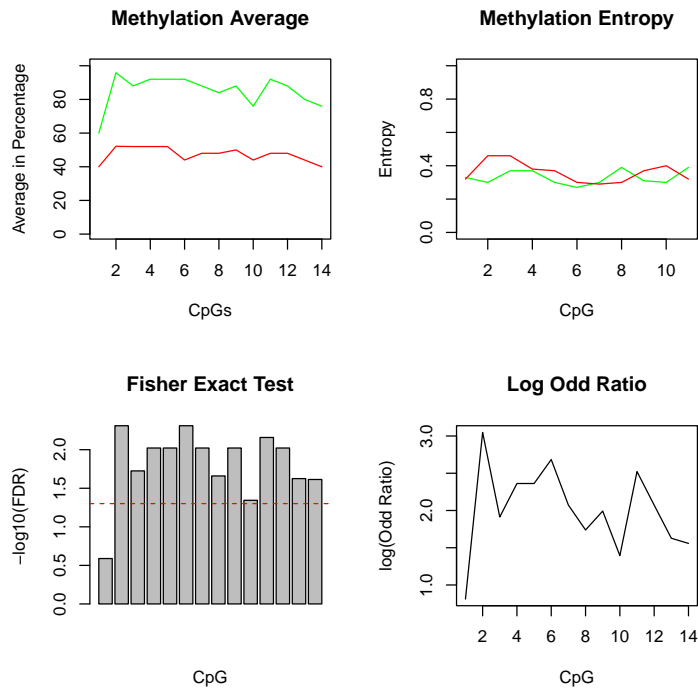 Methylation Average
Average in Percentage
0 20 40 60 80
2 4 6 8 10 12 14
CpGs
Methylation Entropy
Entropy
0.0 0.4 0.8
2 4 6 8 10
CpG
Fisher Exact Test
−log10(FDR)
0.0 0.5 1.0 1.5 2.0
CpG
Log Odd Ratio
log(Odd Ratio)
1.0 2.0 3.0
2 4 6 8 10 12 14
CpG